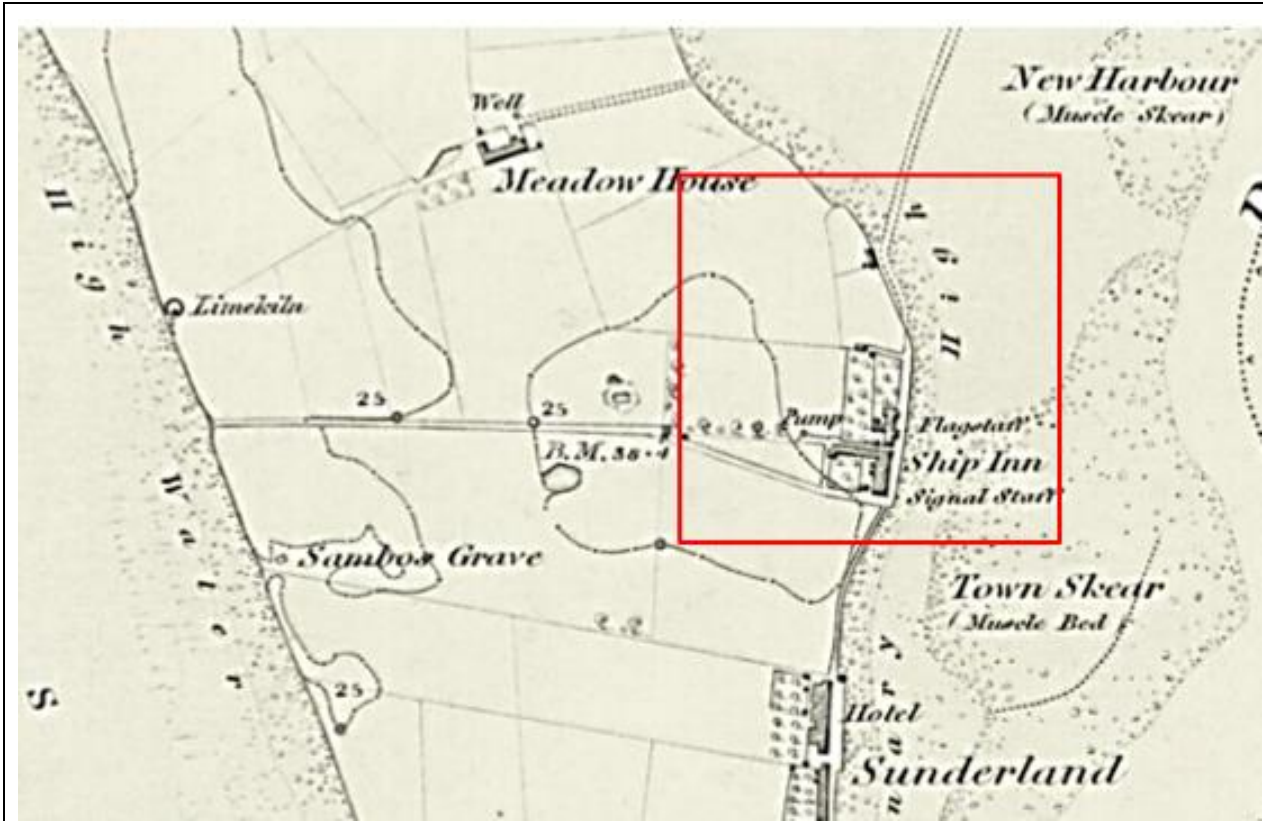 New Harbour
(Muscle Skear)
Well
Meadow House
High
High
Limekiln
25
25
Pump
Flagstaff
B.M. 38.4
Ship Inn
Signal Staff
Water
Sambos Grave
Town Skear
(Muscle Bed
25
S
Hotel
Sunderland
n a r y